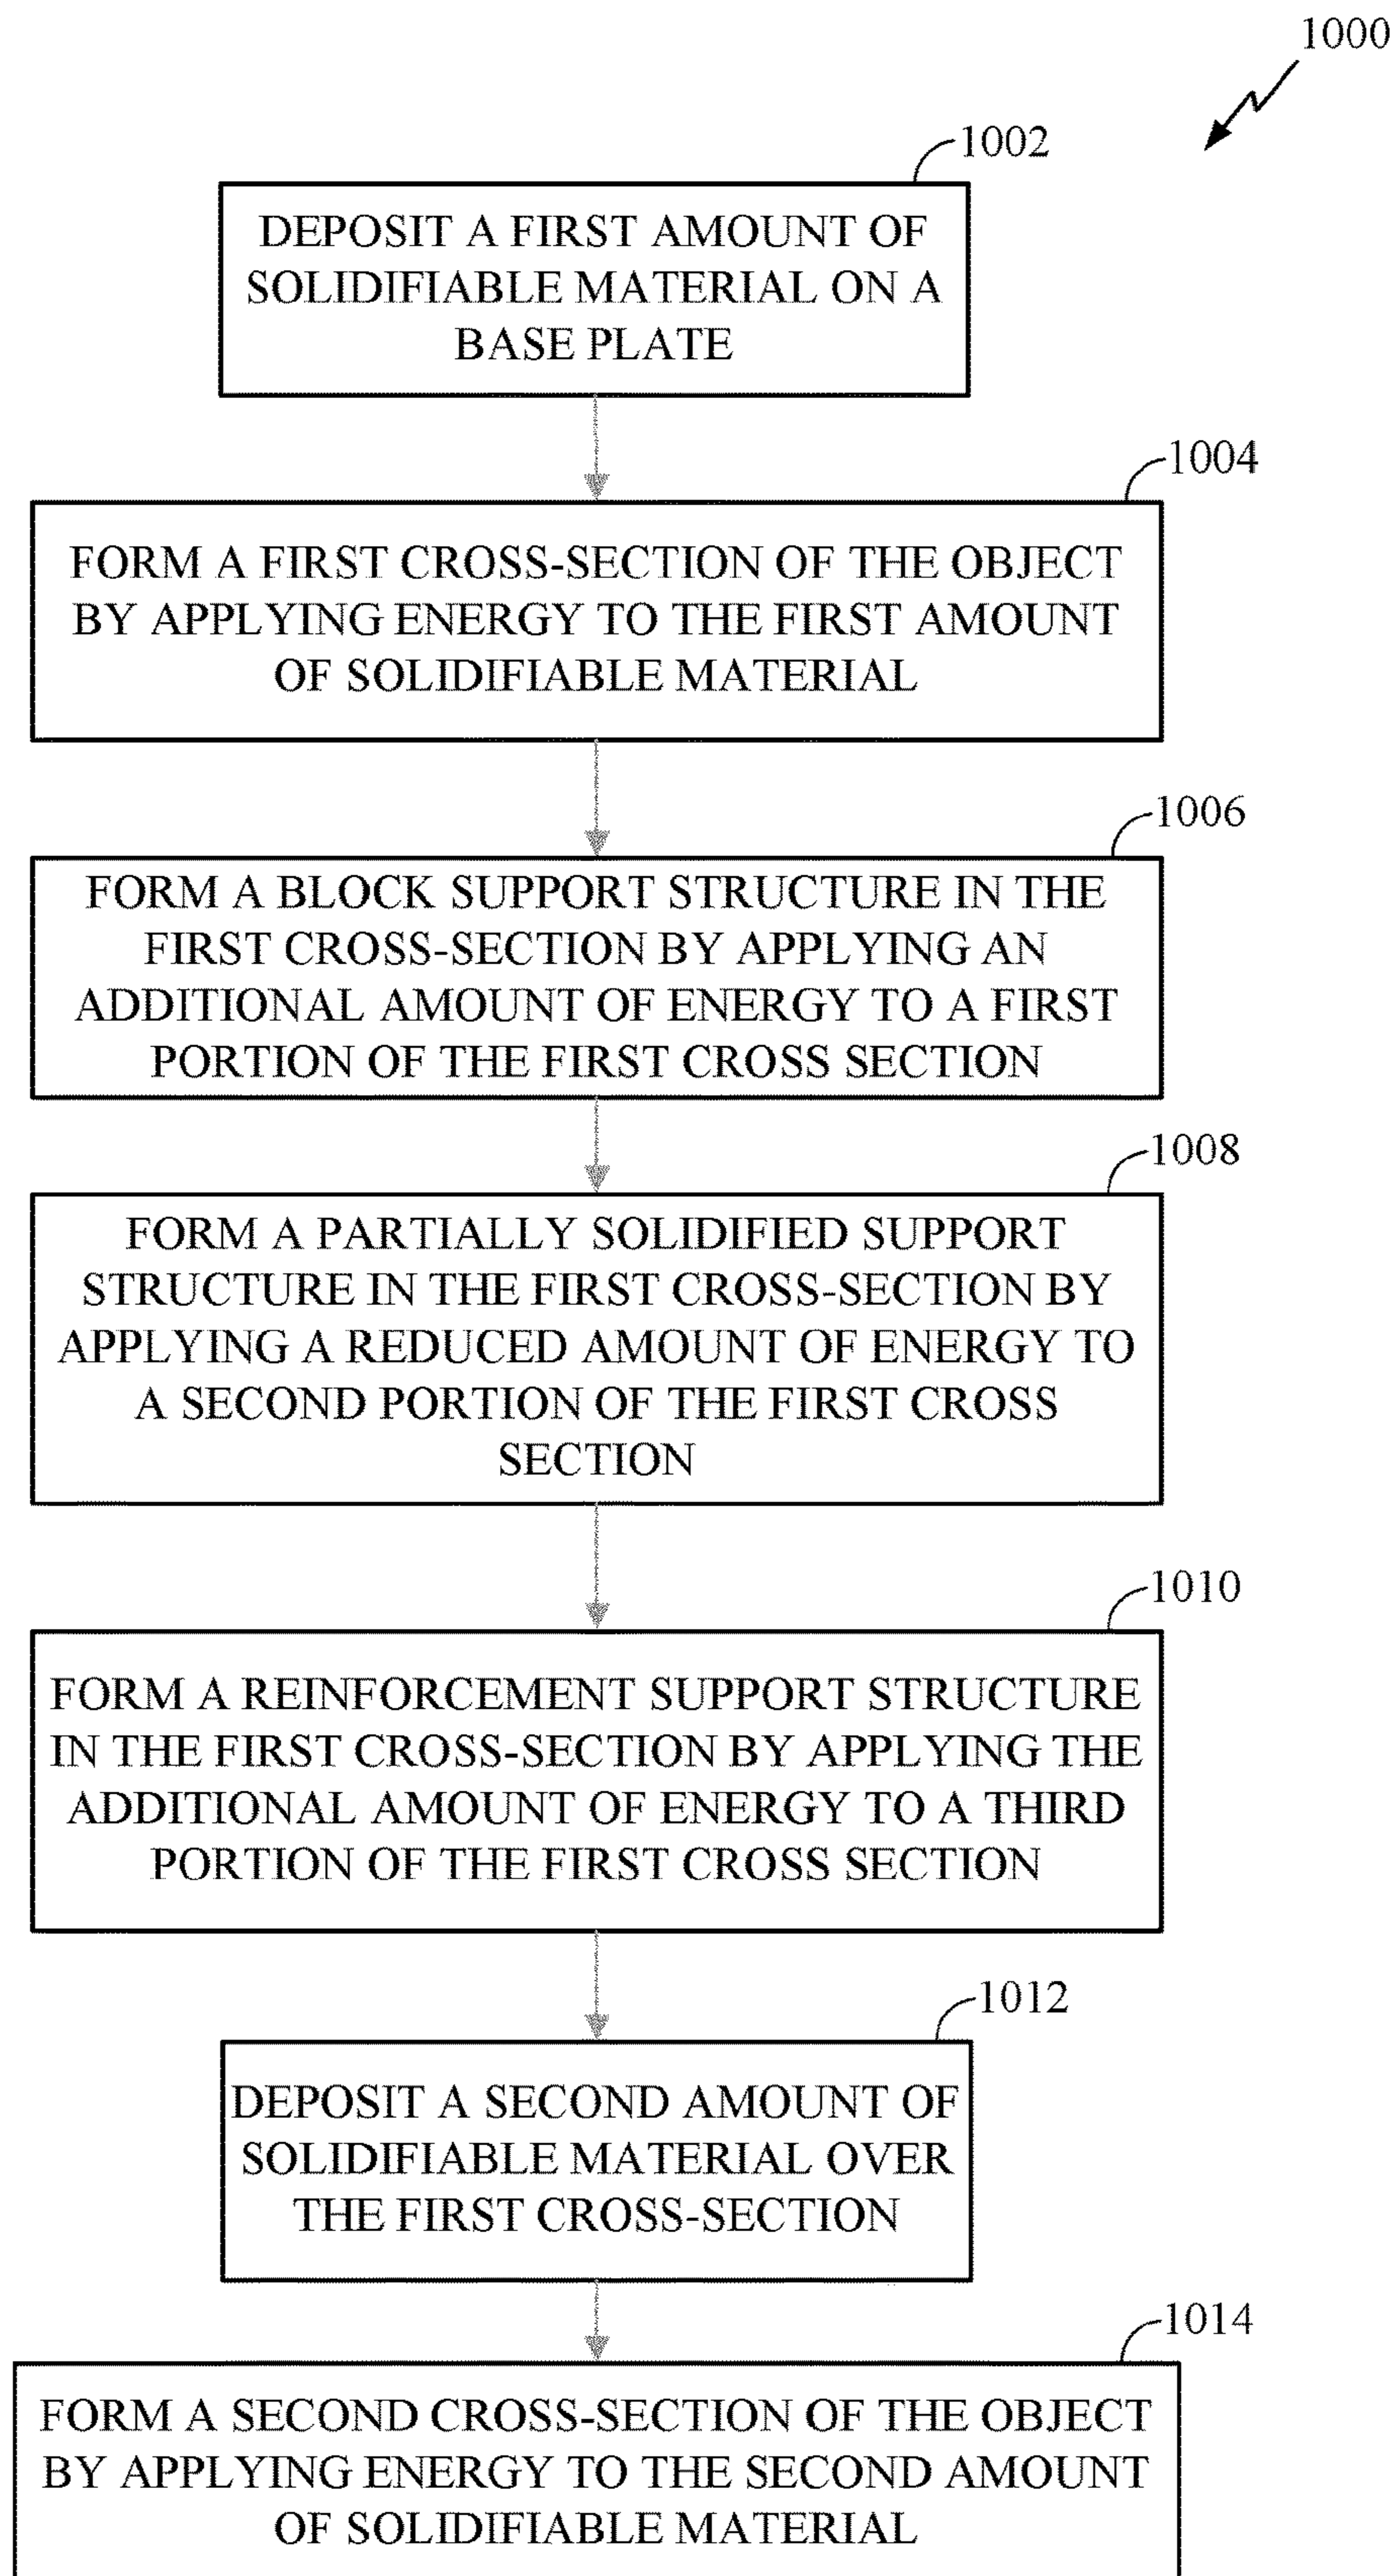 1000
1002
DEPOSIT A FIRST AMOUNT OF
SOLIDIFIABLE MATERIAL ON A
BASE PLATE
1004
FORM A FIRST CROSS-SECTION OF THE OBJECT
BY APPLYING ENERGY TO THE FIRST AMOUNT
OF SOLIDIFIABLE MATERIAL
1006
FORM A BLOCK SUPPORT STRUCTURE IN THE
FIRST CROSS-SECTION BY APPLYING AN
ADDITIONAL AMOUNT OF ENERGY TO A FIRST
PORTION OF THE FIRST CROSS SECTION
1008
FORM A PARTIALLY SOLIDIFIED SUPPORT
STRUCTURE IN THE FIRST CROSS-SECTION BY
APPLYING A REDUCED AMOUNT OF ENERGY TO
A SECOND PORTION OF THE FIRST CROSS
SECTION
1010
FORM A REINFORCEMENT SUPPORT STRUCTURE
IN THE FIRST CROSS-SECTION BY APPLYING THE
ADDITIONAL AMOUNT OF ENERGY TO A THIRD
PORTION OF THE FIRST CROSS SECTION
1012
DEPOSIT A SECOND AMOUNT OF
SOLIDIFIABLE MATERIAL OVER
THE FIRST CROSS-SECTION
1014
FORM A SECOND CROSS-SECTION OF THE OBJECT
BY APPLYING ENERGY TO THE SECOND AMOUNT
OF SOLIDIFIABLE MATERIAL